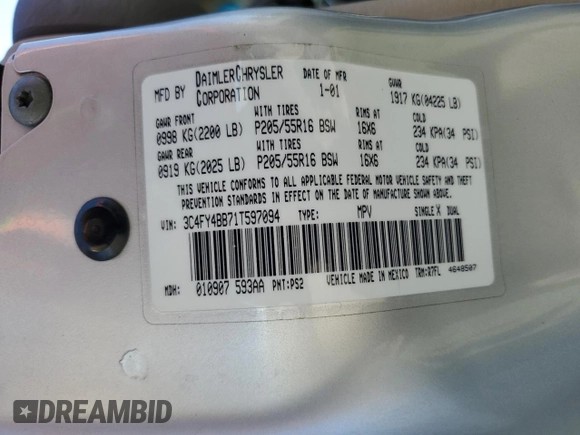 MFD BY DAIMLERCHRYSLER CORPORATION DATE OF MFR 1-01 GVWR 1917 KG(04225 LB)
GAWR FRONT WITH TIRES RIMS AT COLD
0998 KG(2200 LB) P205/55R16 BSW 16X6 234 KPA(34 PSI)
GAWR REAR WITH TIRES RIMS AT COLD
0919 KG(2025 LB) P205/55R16 BSW 16X6 234 KPA(34 PSI)
THIS VEHICLE CONFORMS TO ALL APPLICABLE FEDERAL MOTOR VEHICLE SAFETY AND THEFT
PREVENTION STANDARDS IN EFFECT ON THE DATE OF MANUFACTURE SHOWN ABOVE.
VIN: 3C4FY4BB71T597094 TYPE: MPV SINGLE X DUAL
MDH: 010907 593AA PNT:PS2 VEHICLE MADE IN MEXICO TRM:R7FL 4648507
DREAMBID